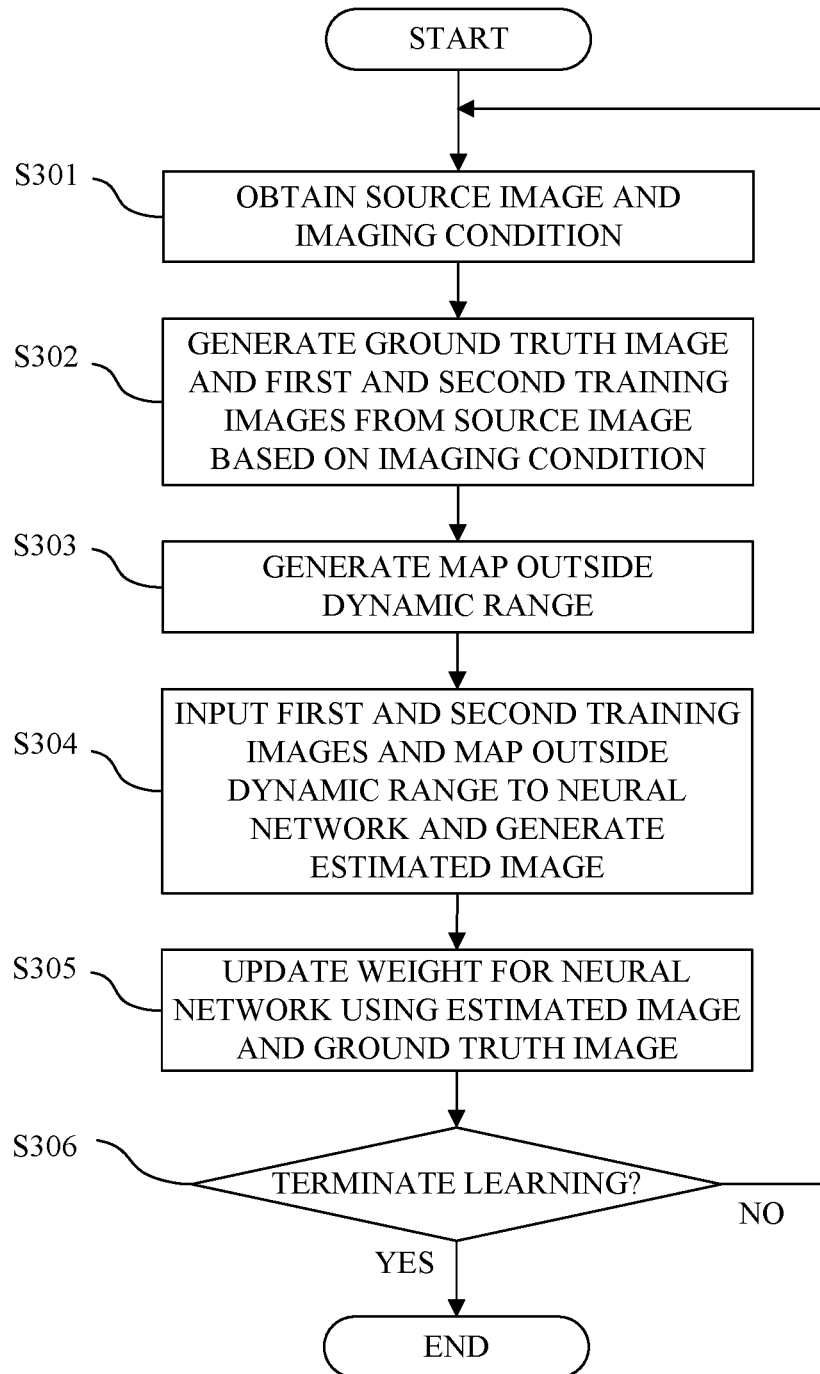 START
S301
OBTAIN SOURCE IMAGE AND
IMAGING CONDITION
S302
GENERATE GROUND TRUTH IMAGE
AND FIRST AND SECOND TRAINING
IMAGES FROM SOURCE IMAGE
BASED ON IMAGING CONDITION
S303
GENERATE MAP OUTSIDE
DYNAMIC RANGE
S304
INPUT FIRST AND SECOND TRAINING
IMAGES AND MAP OUTSIDE
DYNAMIC RANGE TO NEURAL
NETWORK AND GENERATE
ESTIMATED IMAGE
S305
UPDATE WEIGHT FOR NEURAL
NETWORK USING ESTIMATED IMAGE
AND GROUND TRUTH IMAGE
S306
TERMINATE LEARNING?
NO
YES
END